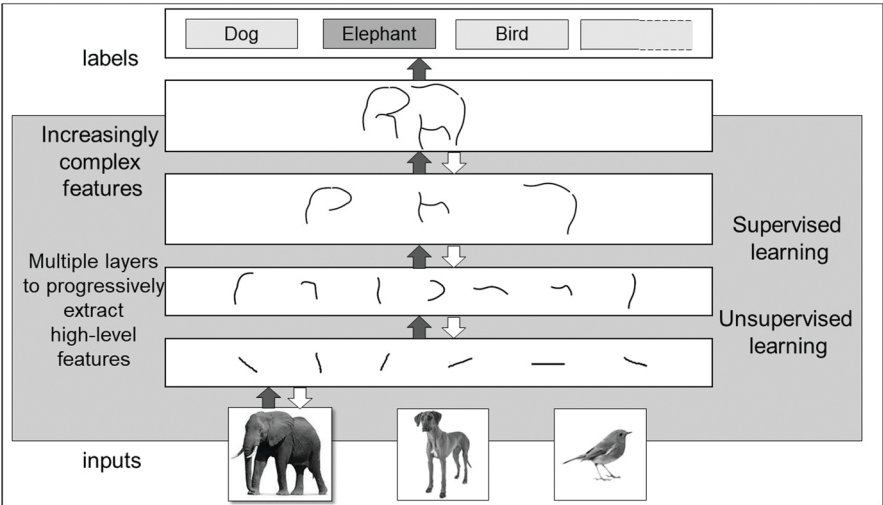 Dog
Elephant
Bird
labels
Increasingly
complex
features
Supervised
learning
Multiple layers
to progressively
extract
high-level
features
Unsupervised
learning
inputs